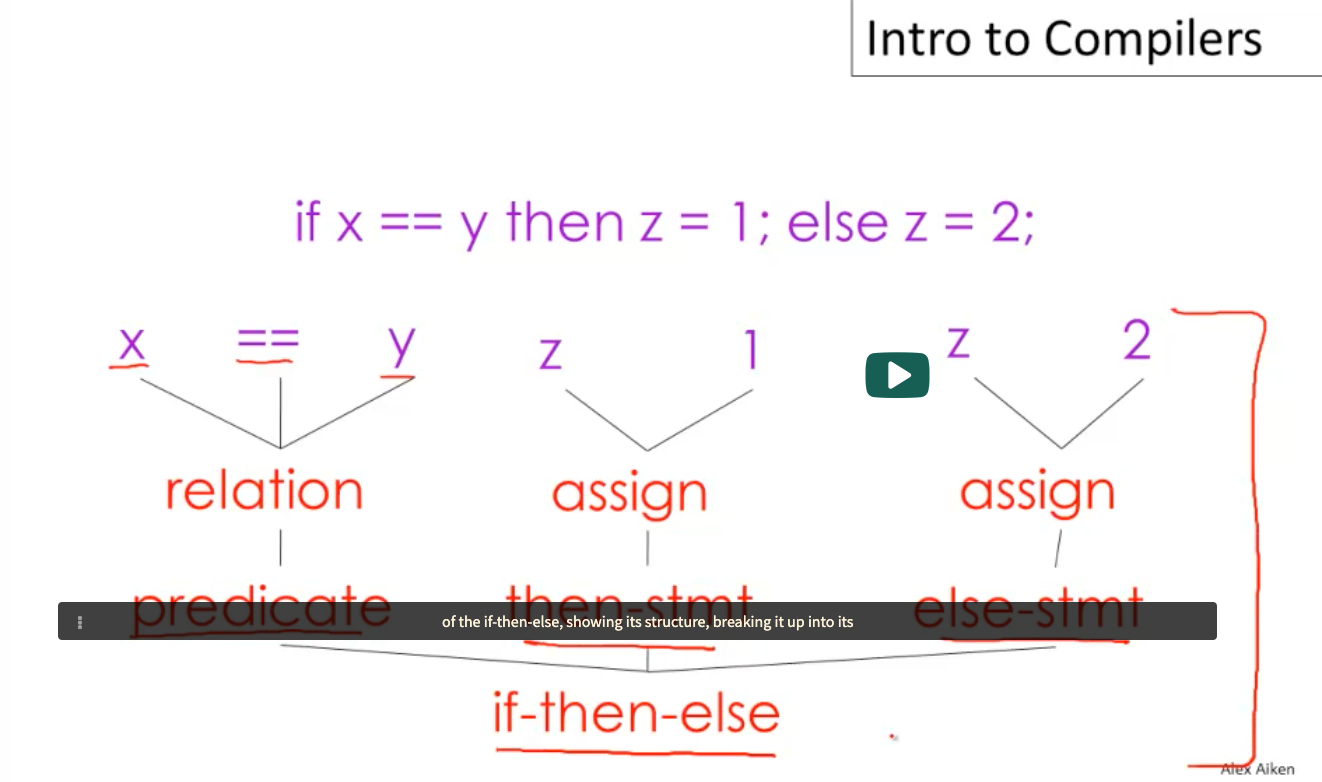 Intro to Compilers
if x == y then z = 1; else z = 2;
x == y z 1 z 2
relation assign assign
predicate then-stmt else-stmt
of the if-then-else, showing its structure, breaking it up into its
if-then-else
Alex Aiken